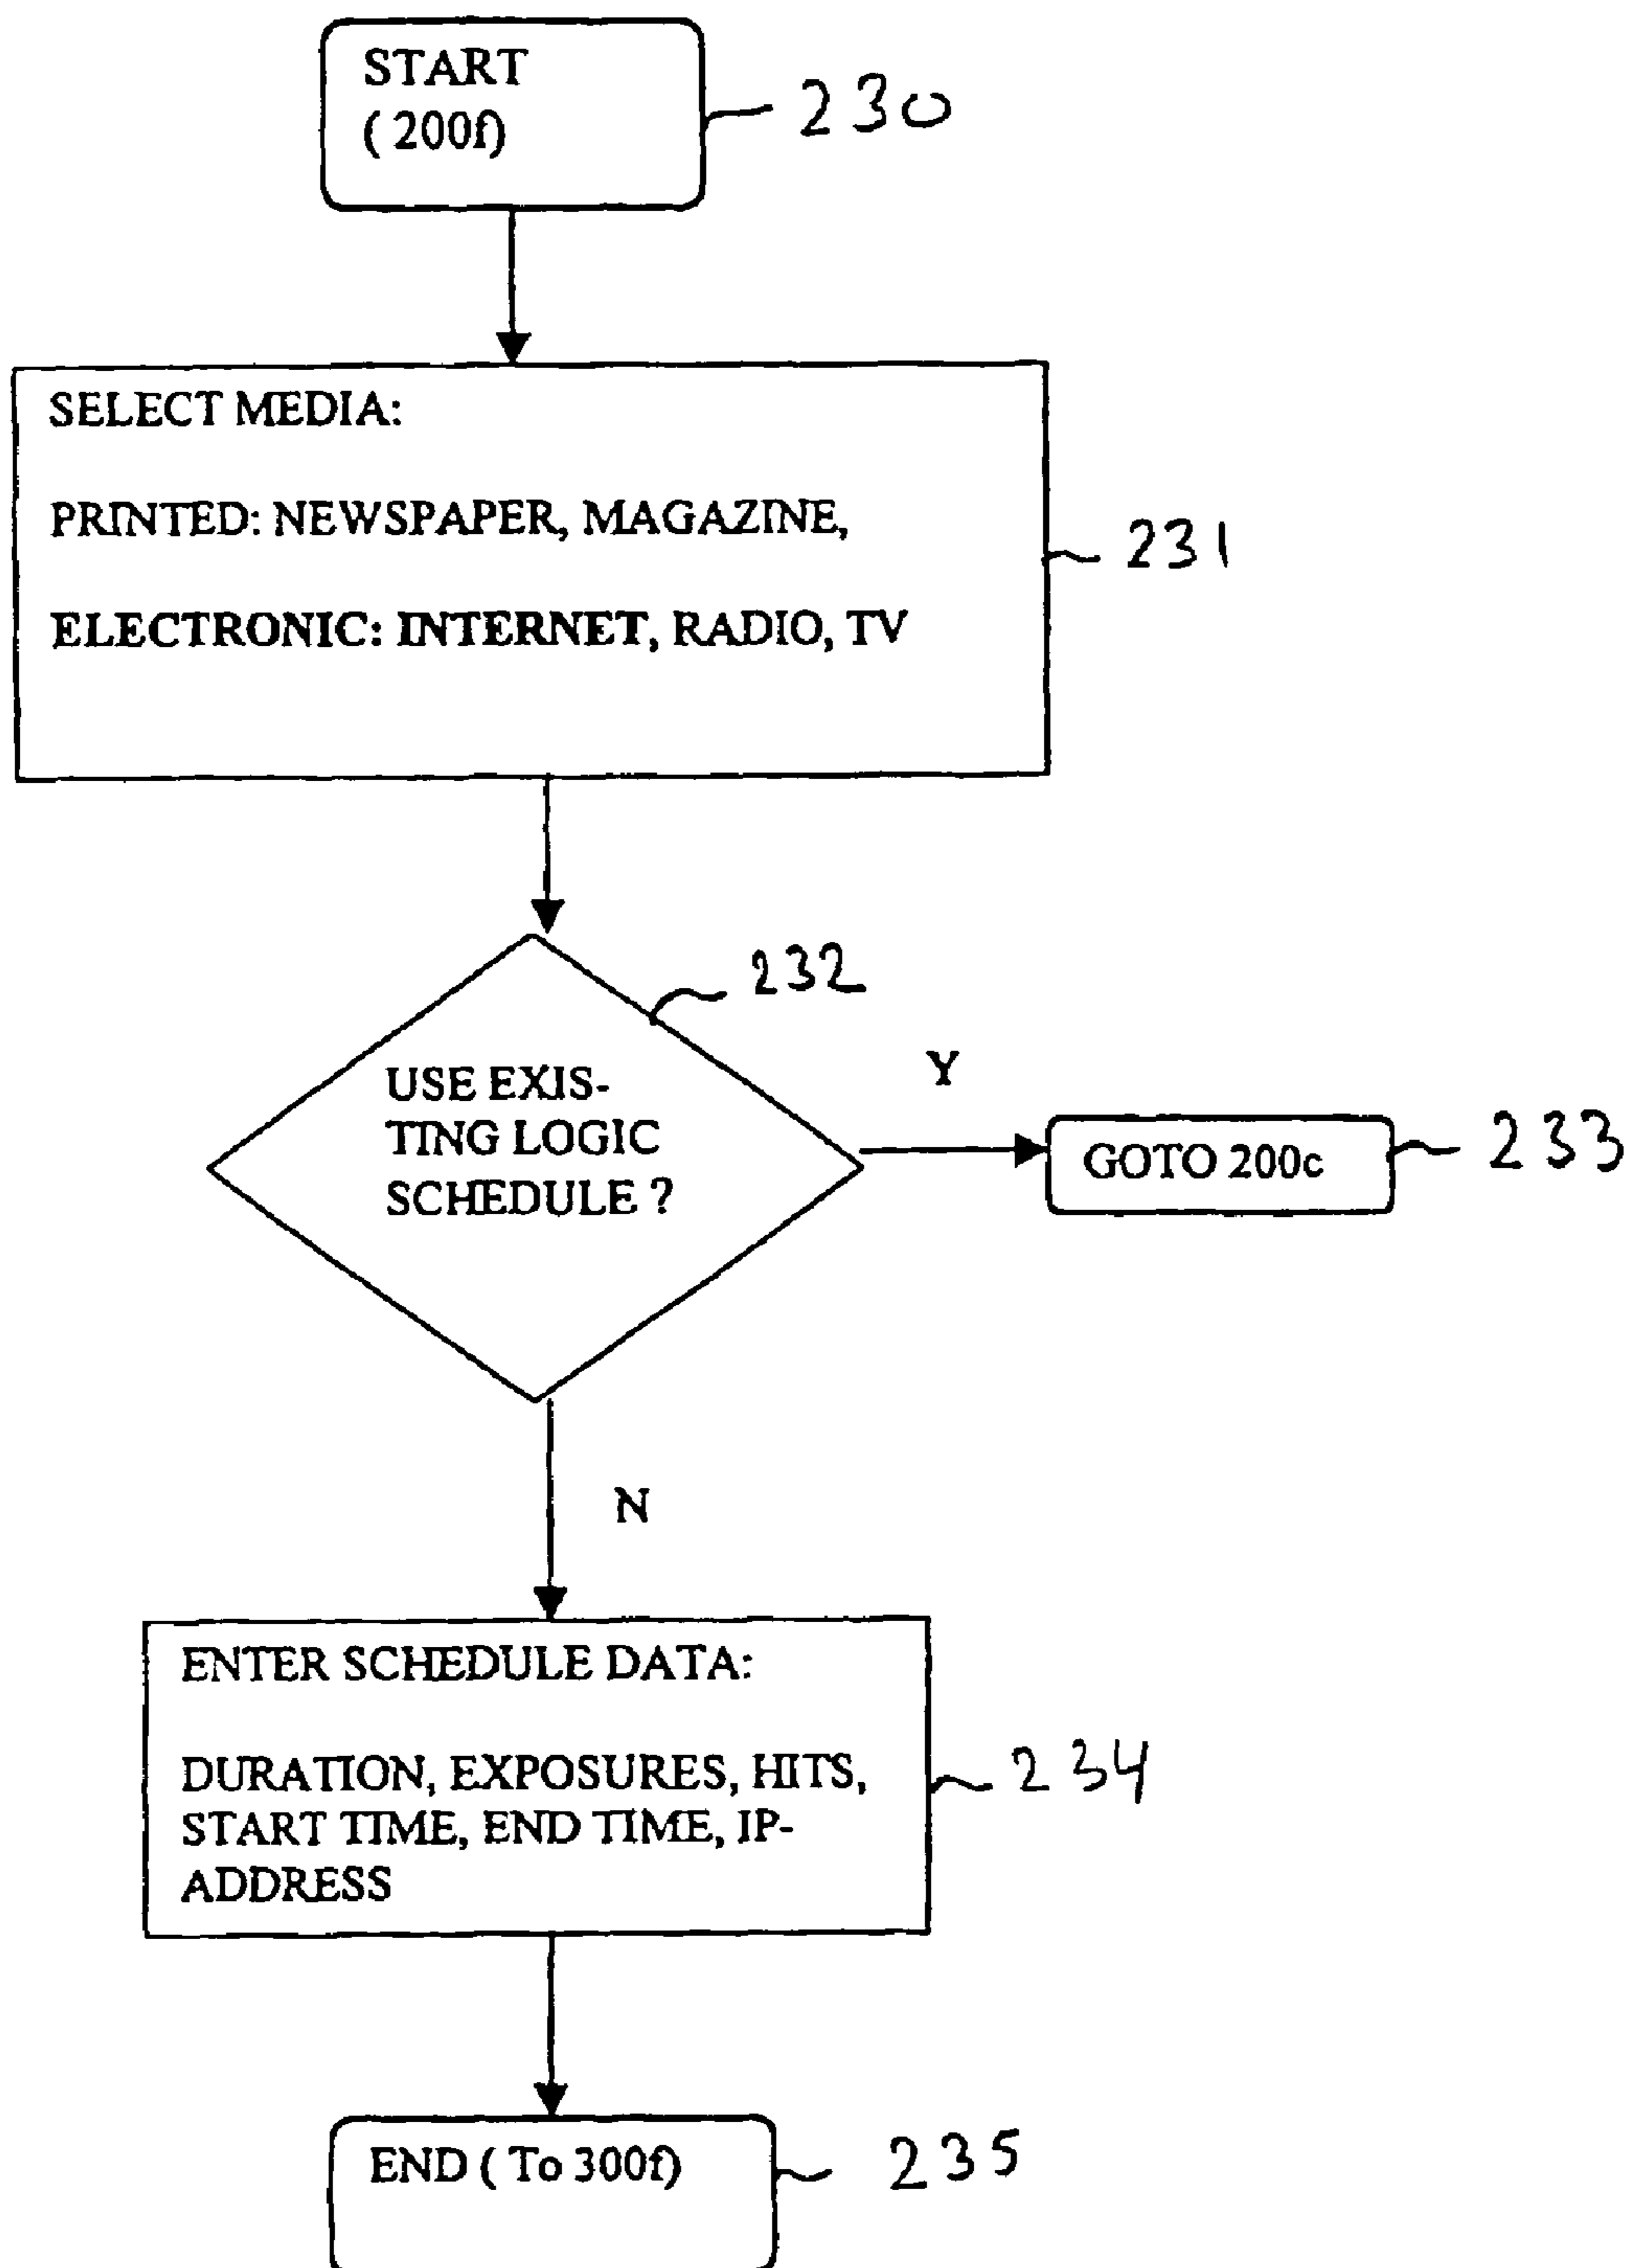 START
( 200f)
230
SELECT MEDIA:
PRINTED: NEWSPAPER, MAGAZINE,
ELECTRONIC: INTERNET, RADIO, TV
231
232
USE EXIS-
TING LOGIC
SCHEDULE ?
Y
GOTO 200c
233
N
ENTER SCHEDULE DATA:
DURATION, EXPOSURES, HITS,
START TIME, END TIME, IP-
ADDRESS
234
END ( To 300f)
235